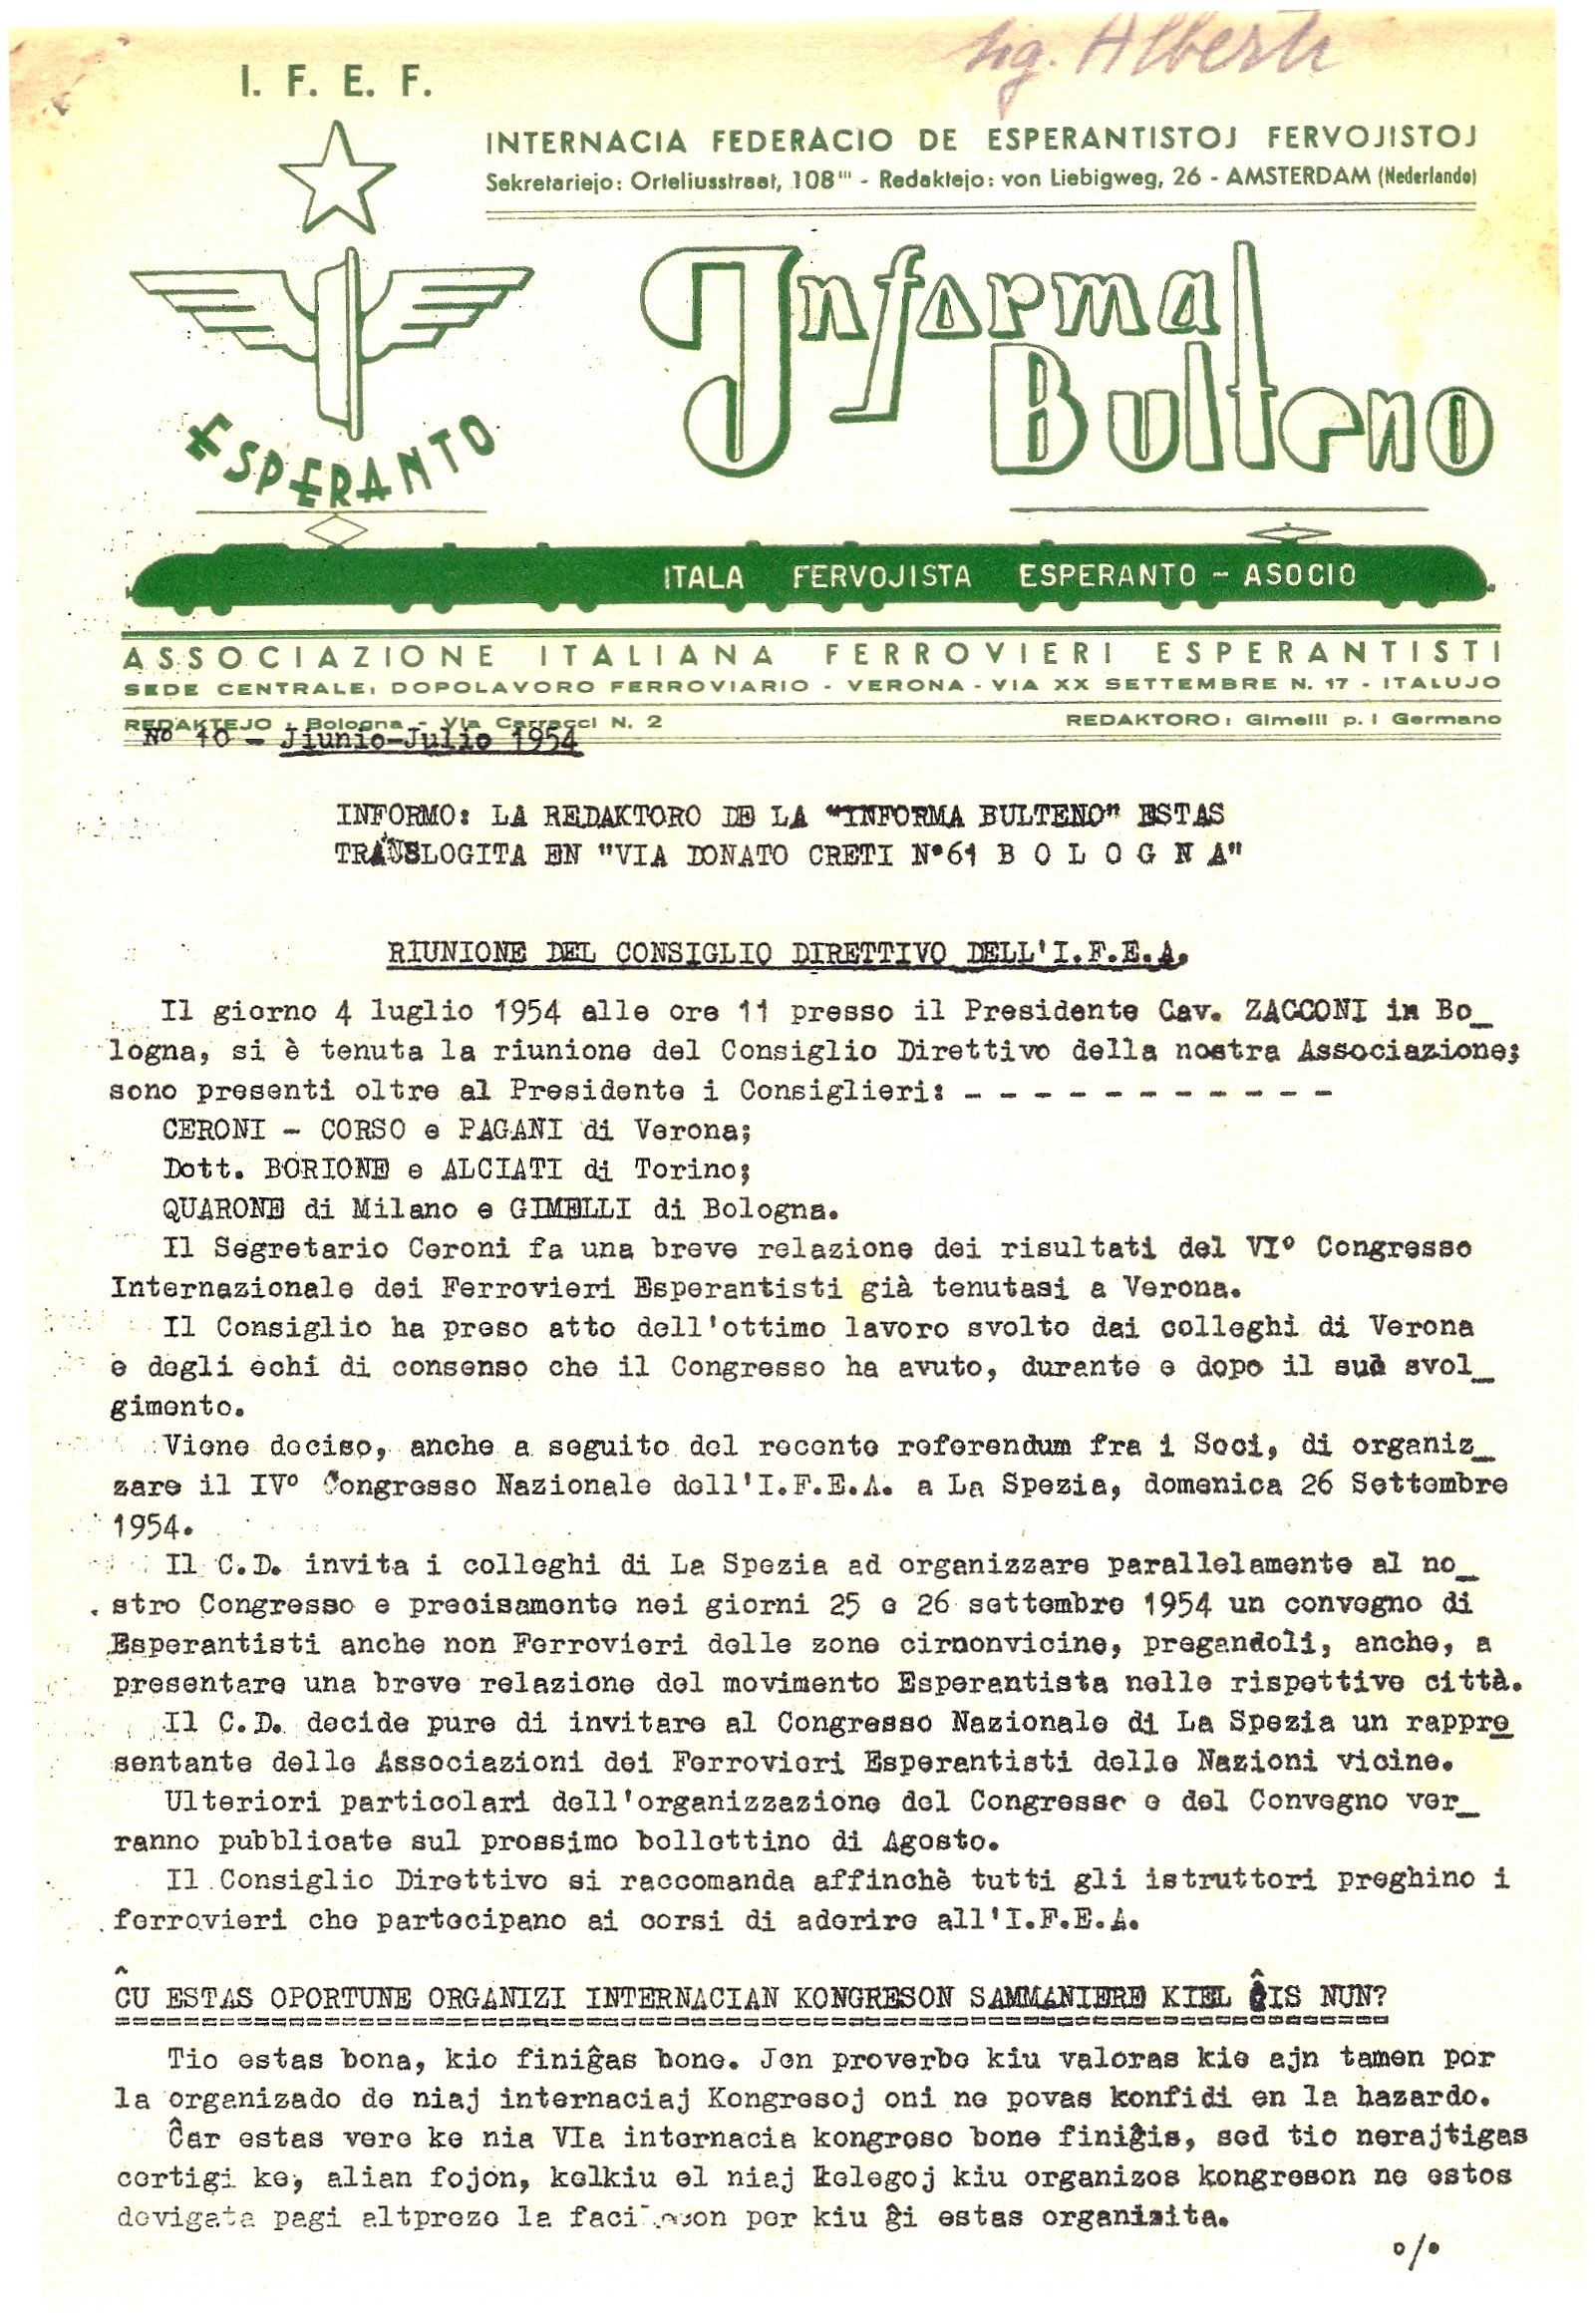 sig. Alberti
I. F. E. F.
INTERNACIA FEDERACIO DE ESPERANTISTOJ FERVOJISTOJ
Sekretariejo: Orteliusstraat, 108''' - Redaktejo: von Liebigweg, 26 - AMSTERDAM (Nederlando)
Informa
Bulteno
ESPERANTO
ITALA FERVOJISTA ESPERANTO - ASOCIO
ASSOCIAZIONE ITALIANA FERROVIERI ESPERANTISTI
SEDE CENTRALE: DOPOLAVORO FERROVIARIO - VERONA - VIA XX SETTEMBRE N. 17 - ITALUJO
REDAKTEJO : Bologna - Via Carracci N. 2 REDAKTORO: Gimelli p. i Germano
Nº 10 - Jiunio-Julio 1954
INFORMO: LA REDAKTORO DE LA "INFORMA BULTENO" ESTAS
TRANSLOGITA EN "VIA DONATO CRETI N°61 B O L O G N A"
RIUNIONE DEL CONSIGLIO DIRETTIVO DELL'I.F.E.A.
Il giorno 4 luglio 1954 alle ore 11 presso il Presidente Cav. ZACCONI in Bo_
logna, si è tenuta la riunione del Consiglio Direttivo della nostra Associazione;
sono presenti oltre al Presidente i Consiglieri: - - - - - - - - - - -
CERONI - CORSO e PAGANI di Verona;
Dott. BORIONE e ALCIATI di Torino;
QUARONE di Milano e GIMELLI di Bologna.
Il Segretario Ceroni fa una breve relazione dei risultati del VIº Congresso
Internazionale dei Ferrovieri Esperantisti già tenutasi a Verona.
Il Consiglio ha preso atto dell'ottimo lavoro svolto dai colleghi di Verona
e degli echi di consenso che il Congresso ha avuto, durante e dopo il suo svol_
gimento.
Viene deciso, anche a seguito del recente referendum fra i Soci, di organiz_
zare il IVº Congresso Nazionale dell'I.F.E.A. a La Spezia, domenica 26 Settembre
1954.
Il C.D. invita i colleghi di La Spezia ad organizzare parallelamente al no_
stro Congresso e precisamente nei giorni 25 e 26 settembre 1954 un convegno di
Esperantisti anche non Ferrovieri delle zone cirnonvicine, pregandoli, anche, a
presentare una breve relazione del movimento Esperantista nelle rispettive città.
Il C.D. decide pure di invitare al Congresso Nazionale di La Spezia un rappre
sentante delle Associazioni dei Ferrovieri Esperantisti delle Nazioni vicine.
Ulteriori particolari dell'organizzazione del Congresso e del Convegno ver_
ranno pubblicate sul prossimo bollettino di Agosto.
Il Consiglio Direttivo si raccomanda affinchè tutti gli istruttori preghino i
ferrovieri che partecipano ai corsi di aderire all'I.F.E.A.
ĈU ESTAS OPORTUNE ORGANIZI INTERNACIAN KONGRESON SAMMANIERE KIEL ĜIS NUN?
Tio estas bona, kio finiĝas bone. Jen proverbo kiu valoras kie ajn tamen por
la organizado de niaj internaciaj Kongresoj oni ne povas konfidi en la hazardo.
Ĉar estas vere ke nia VIa internacia kongreso bone finiĝis, sed tio nerajtigas
certigi ke, alian fojon, kelkiu el niaj kelegoj kiu organizos kongreson ne estos
devigata pagi altpreze la per kiu ĝi estas organisita.
°/•